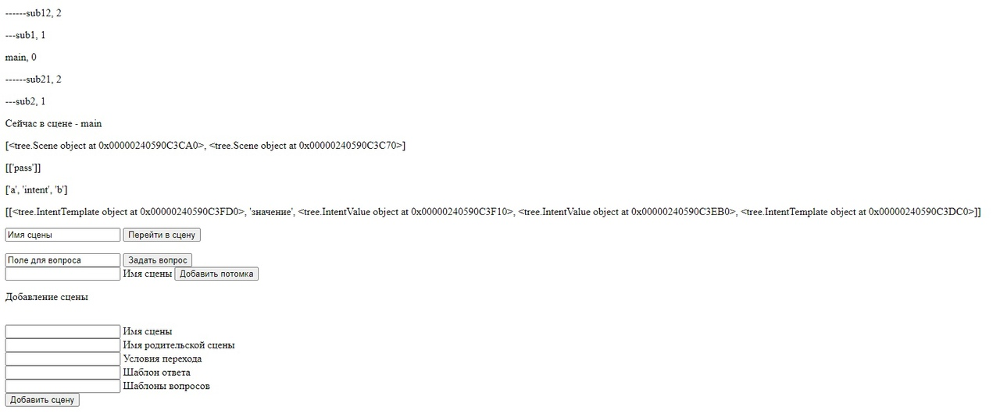 ------sub12, 2
---sub1, 1
main, 0
------sub21, 2
---sub2, 1
Сейчас в сцене - main
[<tree.Scene object at 0x00000240590C3CA0>, <tree.Scene object at 0x00000240590C3C70>]
[['pass']]
['a', 'intent', 'b']
[[<tree.IntentTemplate object at 0x00000240590C3FD0>, 'значение', <tree.IntentValue object at 0x00000240590C3F10>, <tree.IntentValue object at 0x00000240590C3EB0>, <tree.IntentTemplate object at 0x00000240590C3DC0>]]
Имя сцены Перейти в сцену
Поле для вопроса Задать вопрос
Имя сцены Добавить потомка
Добавление сцены
Имя сцены
Имя родительской сцены
Условия перехода
Шаблон ответа
Шаблоны вопросов
Добавить сцену